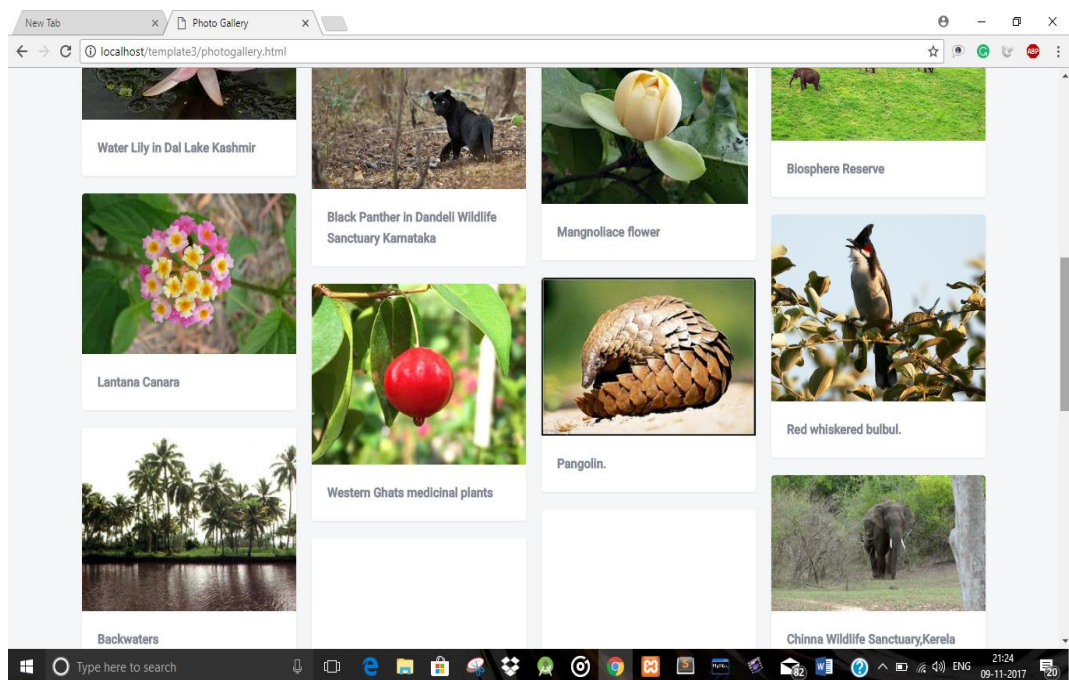 New Tab
Photo Gallery
localhost/template3/photogallery.html
ABP
Water Lily in Dal Lake Kashmir
Black Panther in Dandeli Wildlife
Sanctuary Karnataka
Mangnoliace flower
Biosphere Reserve
Lantana Canara
Western Ghats medicinal plants
Pangolin.
Red whiskered bulbul.
Backwaters
Chinna Wildlife Sanctuary,Kerela
Type here to search
82
ENG
21:24
09-11-2017
20